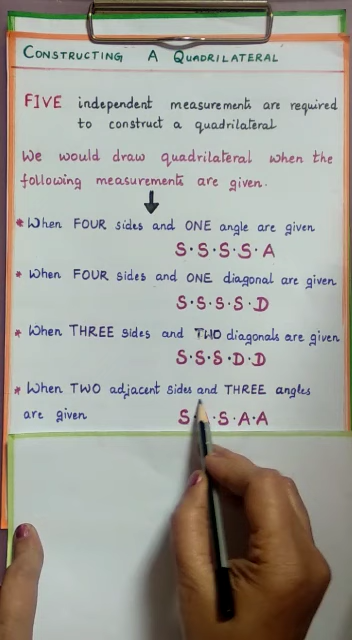 CONSTRUCTING A QUADRILATERAL
FIVE independent measurements are required
to construct a quadrilateral
We would draw quadrilateral when the
following measurements are given.
* When FOUR sides and ONE angle are given
S·S·S·S·A
* When FOUR sides and ONE diagonal are given
S·S·S·S·D
* When THREE sides and TWO diagonals are given
S·S·S·D·D
* When TWO adjacent sides and THREE angles
are given S· ·S·A·A